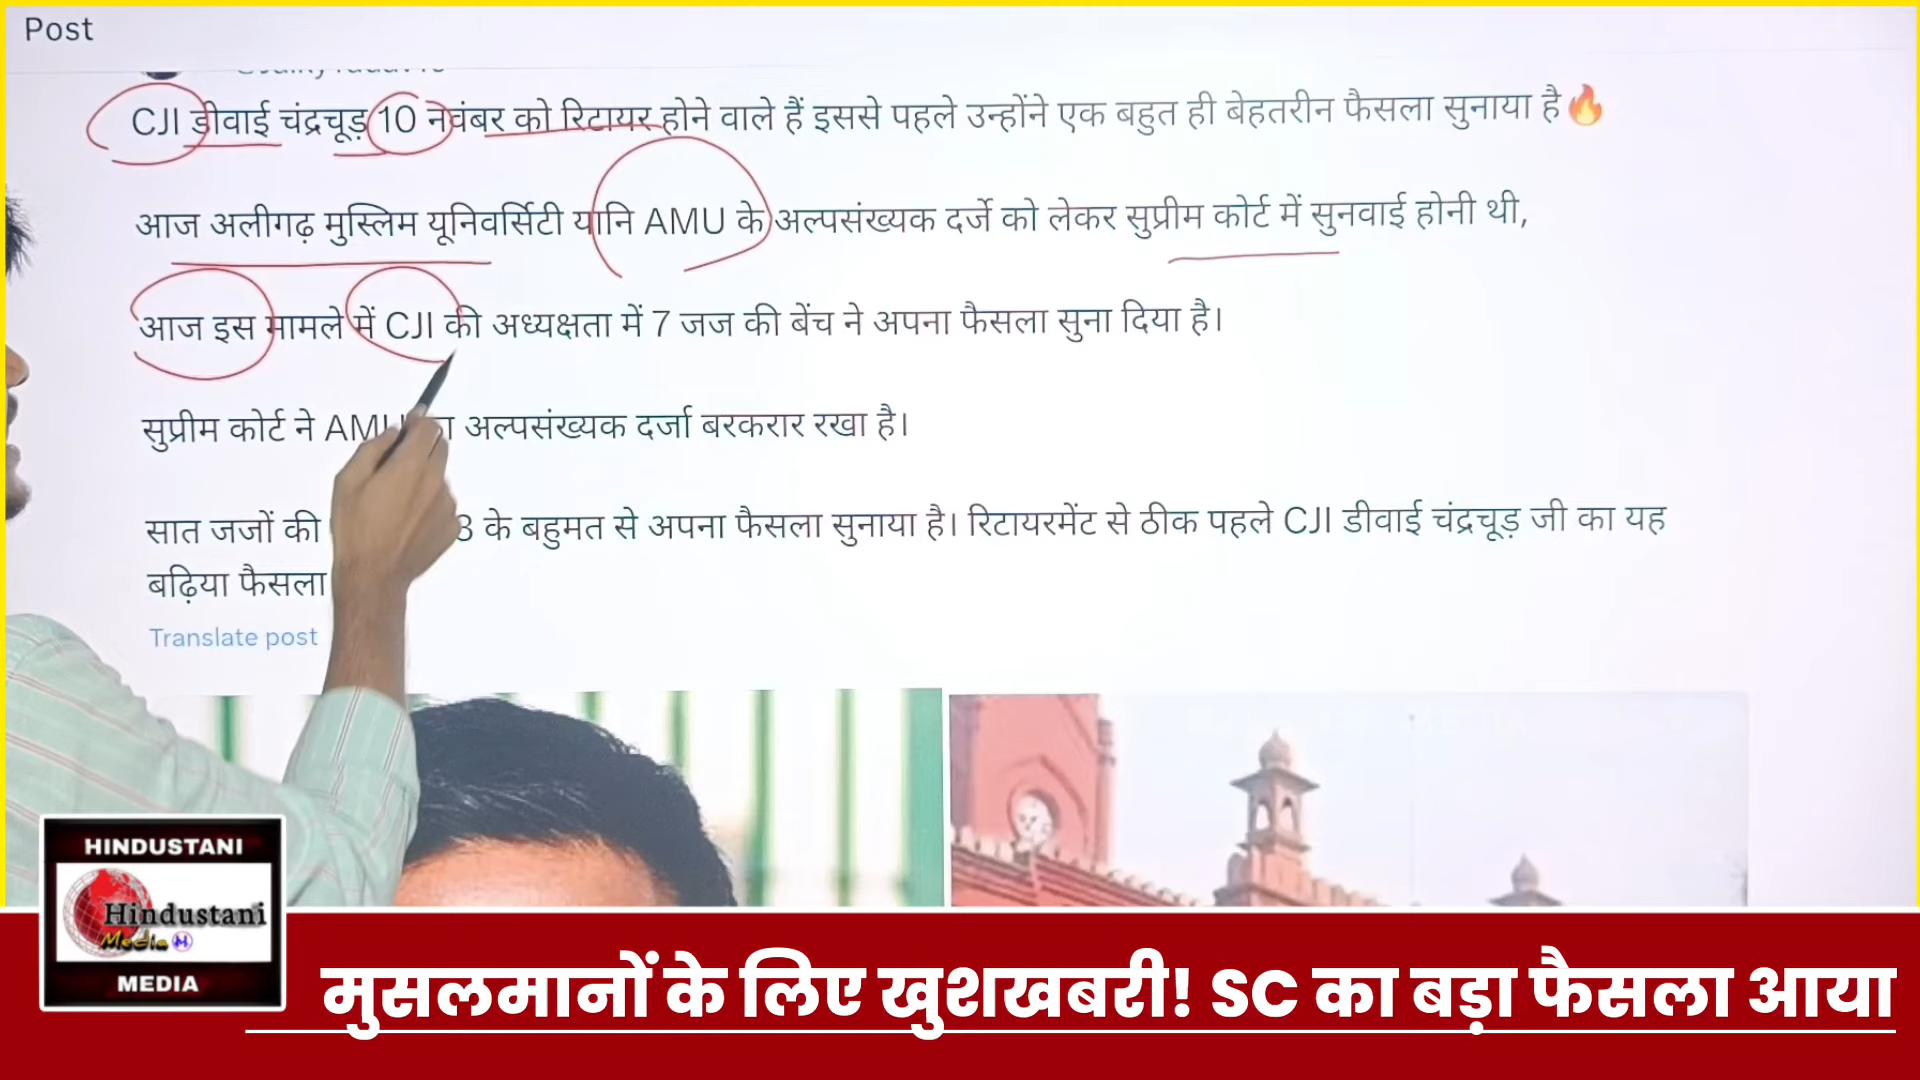 Post
CJI डीवाई चंद्रचूड़ 10 नवंबर को रिटायर होने वाले हैं इससे पहले उन्होंने एक बहुत ही बेहतरीन फैसला सुनाया है🔥
आज अलीगढ़ मुस्लिम यूनिवर्सिटी यानि AMU के अल्पसंख्यक दर्जे को लेकर सुप्रीम कोर्ट में सुनवाई होनी थी,
आज इस मामले में CJI की अध्यक्षता में 7 जज की बेंच ने अपना फैसला सुना दिया है।
सुप्रीम कोर्ट ने AMU अल्पसंख्यक दर्जा बरकरार रखा है।
सात जजों की 3 के बहुमत से अपना फैसला सुनाया है। रिटायरमेंट से ठीक पहले CJI डीवाई चंद्रचूड़ जी का यह
बढ़िया फैसला
Translate post
HINDUSTANI
Hindustani
Media M
MEDIA
मुसलमानों के लिए खुशखबरी! SC का बड़ा फैसला आया